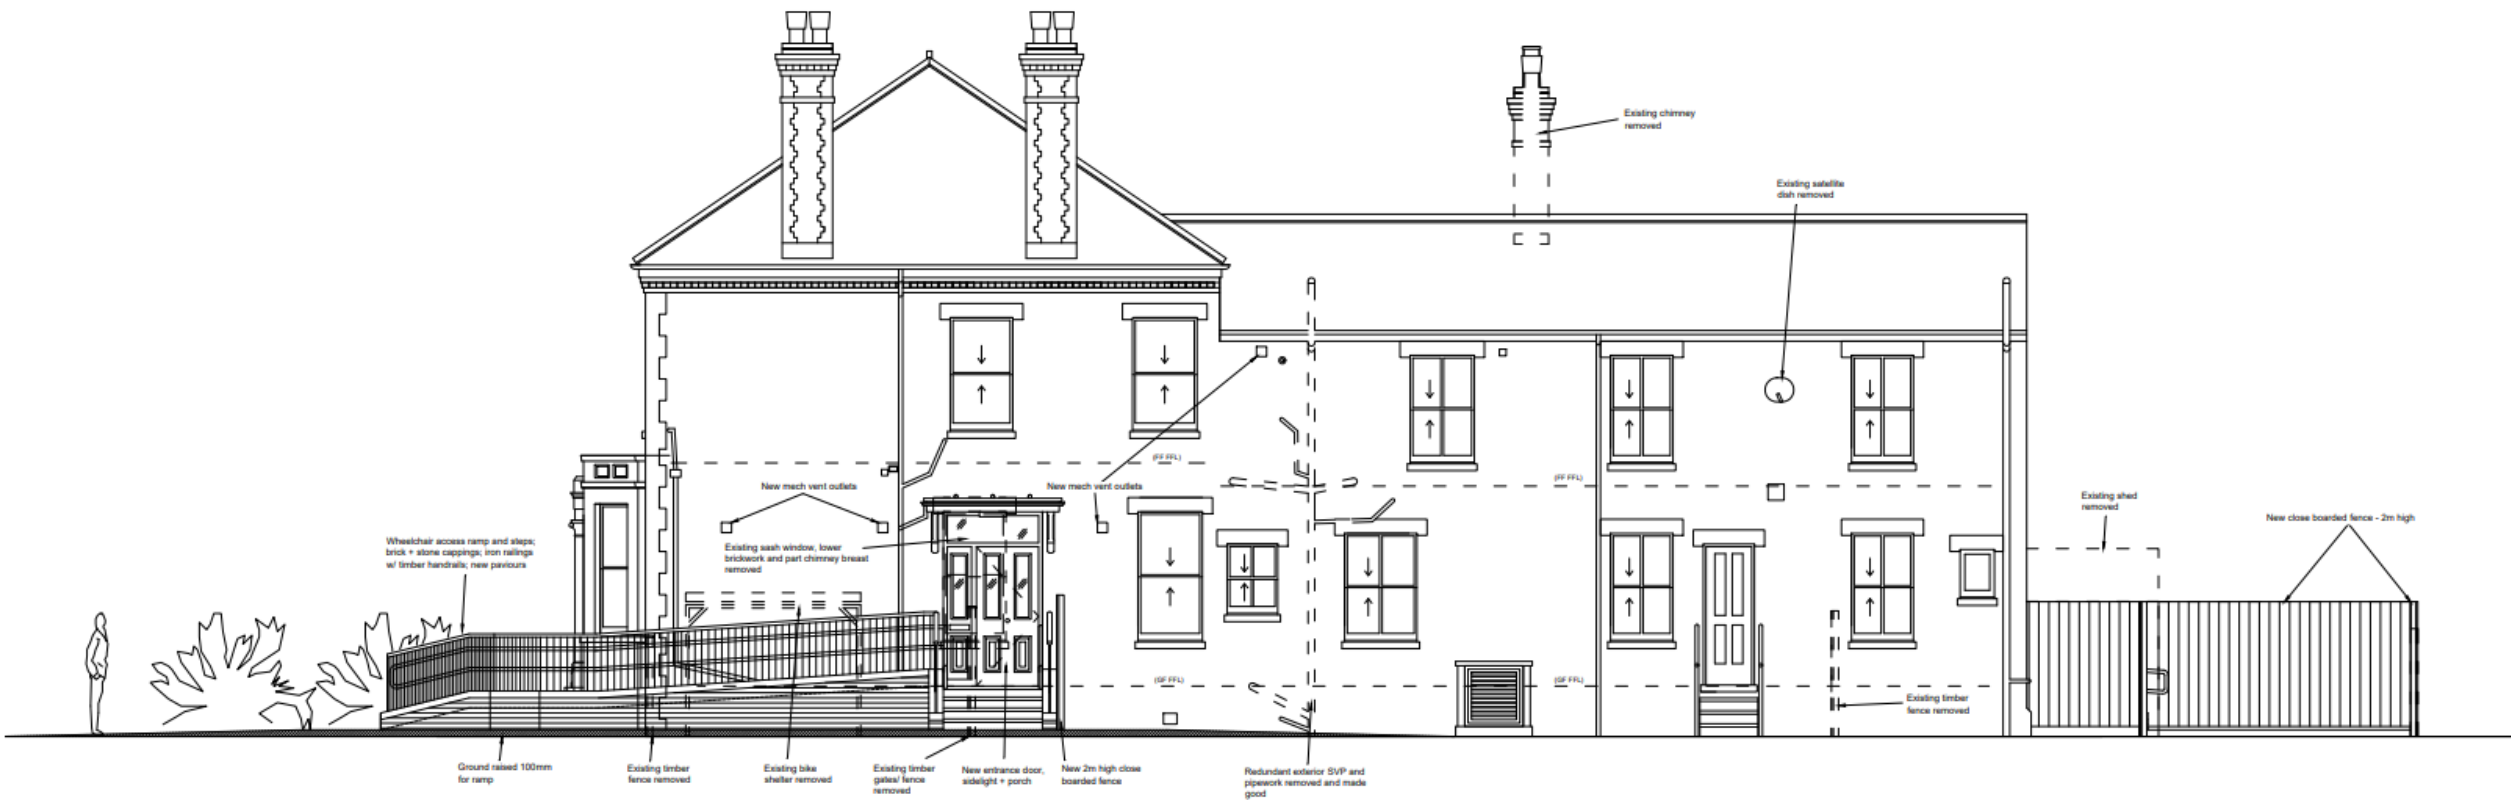 Existing chimney
removed
Existing satellite
dish removed
(FF FFL)
New mech vent outlets
New mech vent outlets
(FF FFL)
Existing shed
removed
New close boarded fence - 2m high
Wheelchair access ramp and steps;
brick + stone cappings; iron railings
w/ timber handrails; new paviours
Existing sash window, lower
brickwork and part chimney breast
removed
(GF FFL)
(GF FFL)
Existing timber
fence removed
Ground raised 100mm
for ramp
Existing timber
fence removed
Existing bike
shelter removed
Existing timber
gates/ fence
removed
New entrance door,
sidelight + porch
New 2m high close
boarded fence
Redundant exterior SVP and
pipework removed and made
good